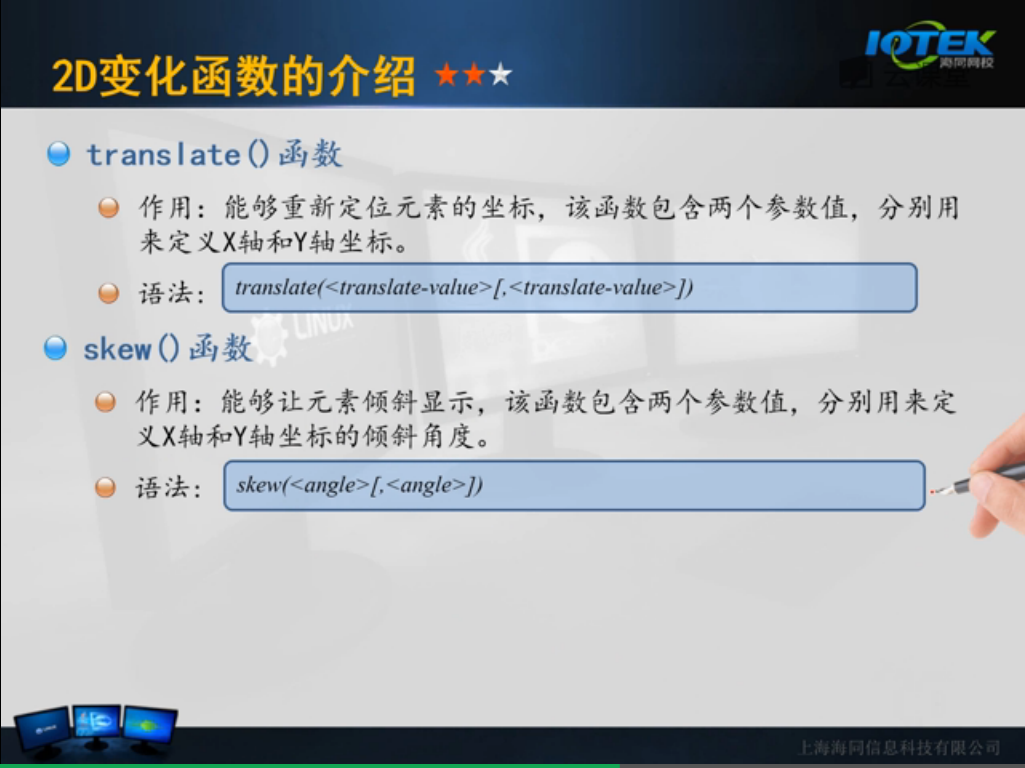 2D变化函数的介绍
IOTEK
海同网校
云课堂
translate()函数
作用：能够重新定位元素的坐标，该函数包含两个参数值，分别用
来定义X轴和Y轴坐标。
语法：
translate(<translate-value>[,<translate-value>])
LINUX
skew()函数
作用：能够让元素倾斜显示，该函数包含两个参数值，分别用来定
义X轴和Y轴坐标的倾斜角度。
语法：
skew(<angle>[,<angle>])
上海海同信息科技有限公司